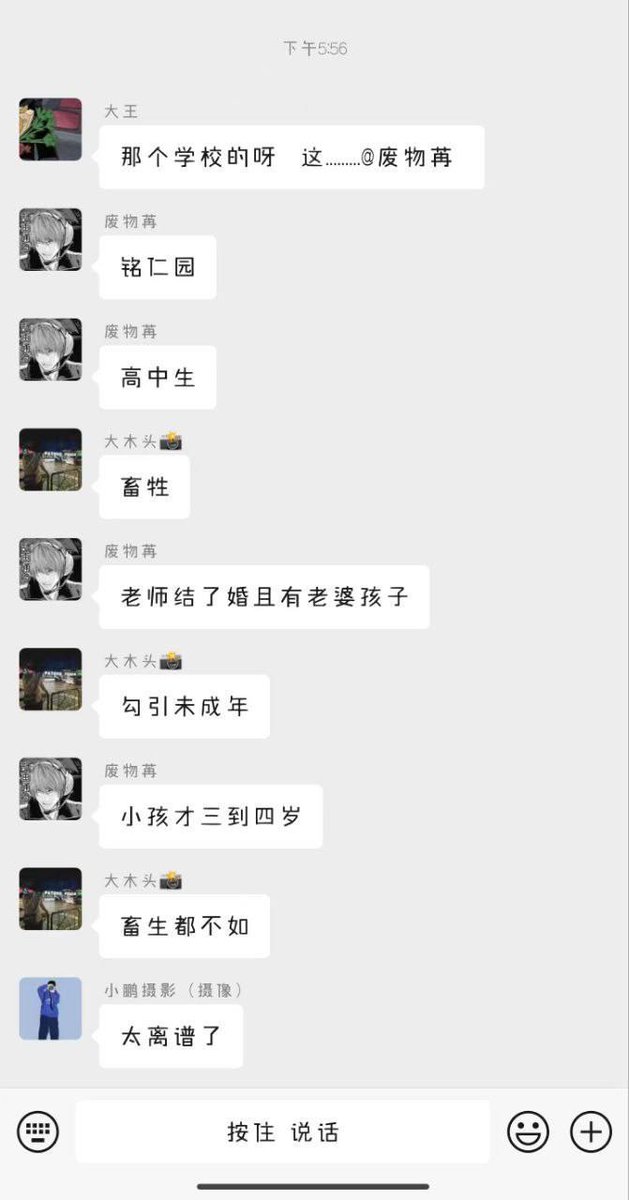 下午5:56
大王
那个学校的呀 这………@废物苒
废物苒
铭仁园
废物苒
高中生
大木头📸
畜牲
废物苒
老师结了婚且有老婆孩子
大木头📸
勾引未成年
废物苒
小孩才三到四岁
大木头📸
畜生都不如
小鹏摄影（摄像）
太离谱了
按住 说话